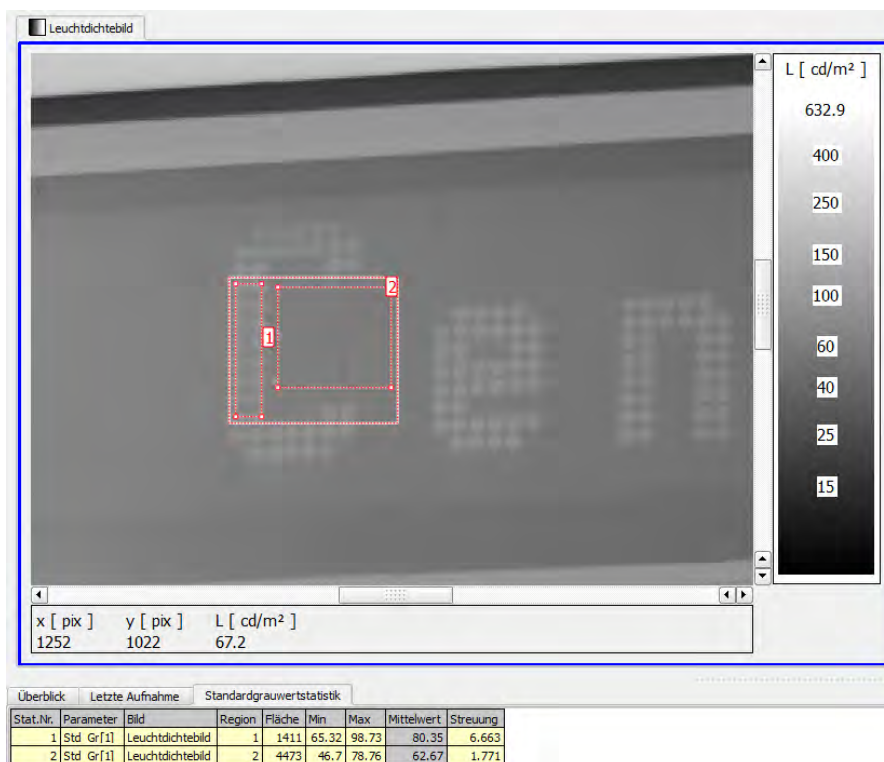 Leuchtdichtebild
L [ cd/m² ]
632.9
400
250
150
100
60
40
25
15
2
1
Cen
x [ pix ] y [ pix ] L [ cd/m² ]
1252 1022 67.2
Überblick Letzte Aufnahme Standardgrauwertstatistik
Stat.Nr. Parameter Bild Region Fläche Min Max Mittelwert Streuung
1 Std Gr[1] Leuchtdichtebild 1 1411 65.32 98.73 80.35 6.663
2 Std Gr[1] Leuchtdichtebild 2 4473 46.7 78.76 62.67 1.771